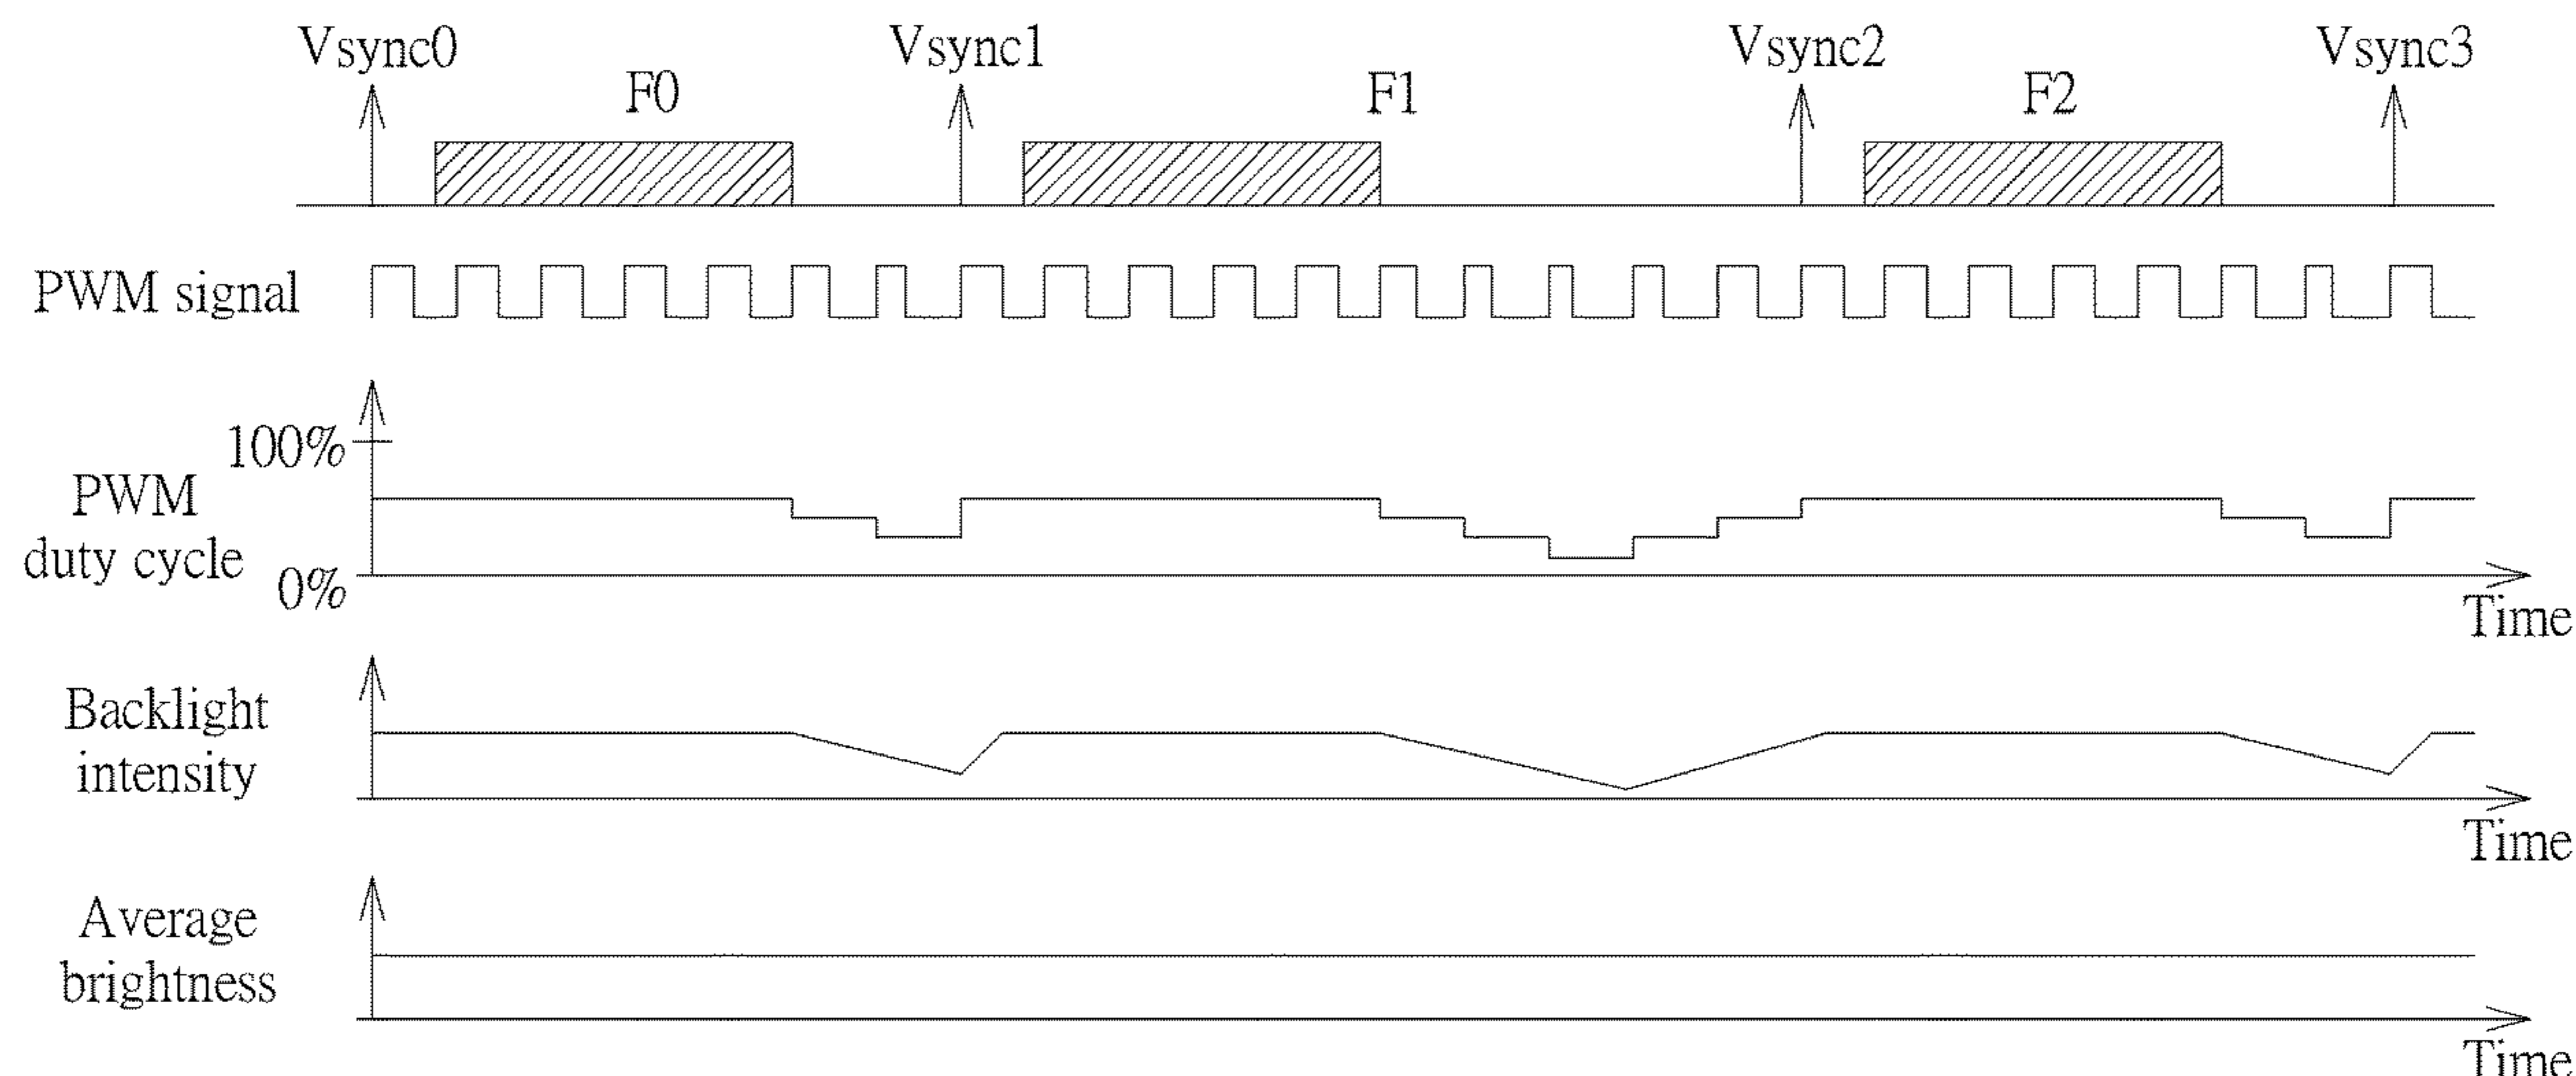 Vsync0
Vsync1
Vsync2
Vsync3
F0
F1
F2
PWM signal
100%
PWM
duty cycle
0%
Time
Backlight
intensity
Time
Average
brightness
Time